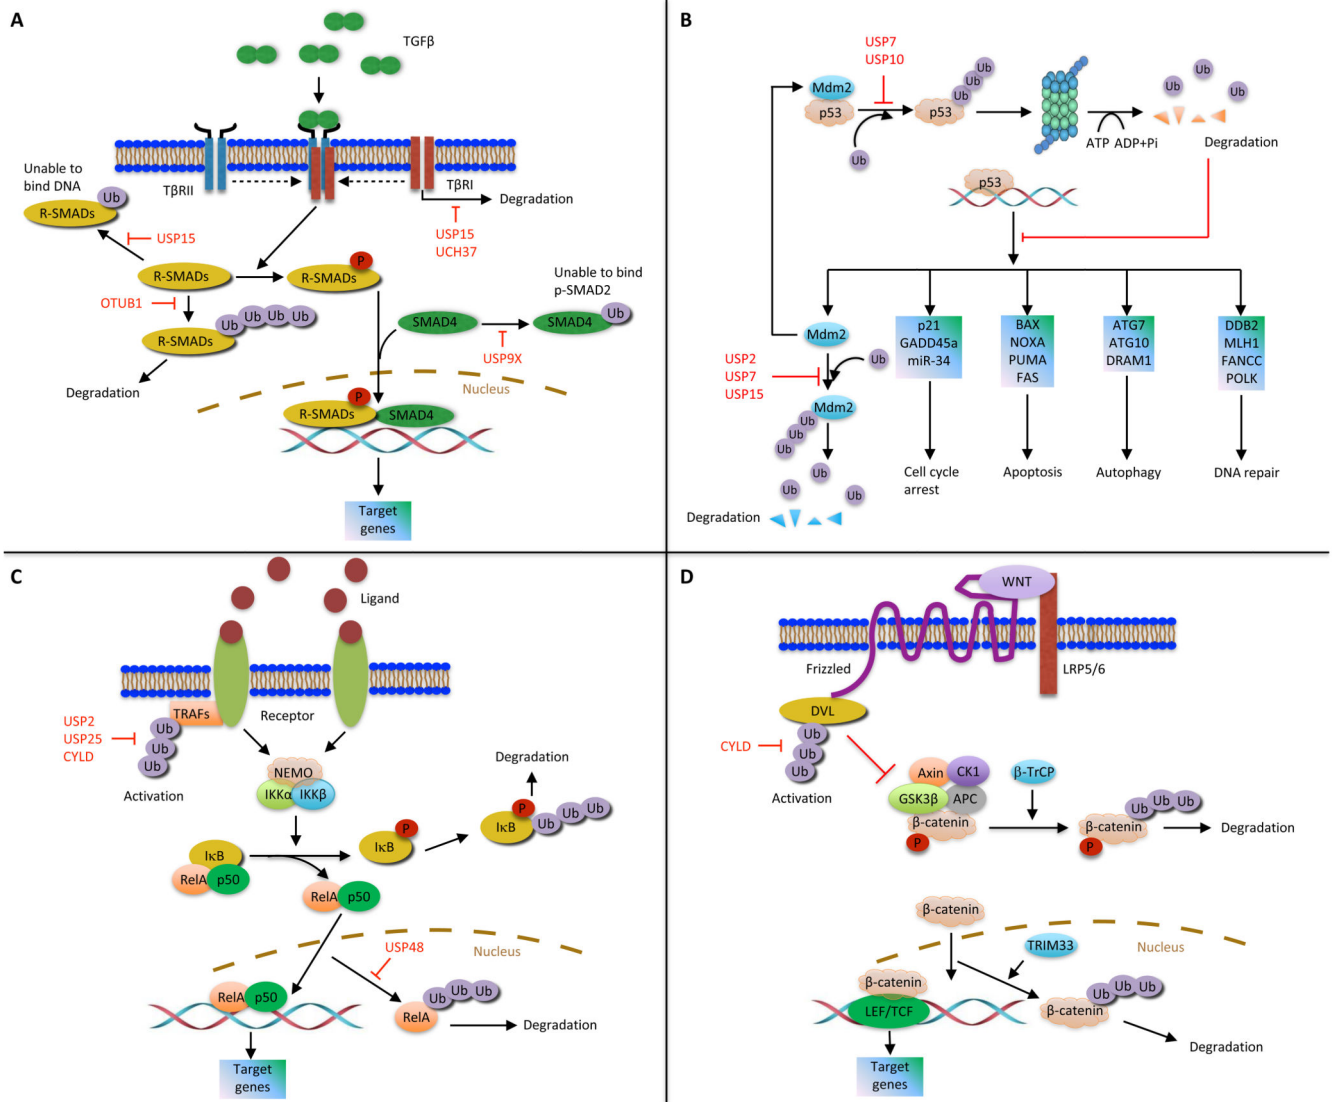 A
TGFβ
Unable to
bind DNA
Ub
R-SMADs
TβRII
TβRI
Degradation
USP15
USP15
UCH37
R-SMADs
R-SMADs
P
Unable to bind
p-SMAD2
OTUB1
Ub Ub Ub Ub
R-SMADs
SMAD4
SMAD4
Ub
USP9X
Degradation
Nucleus
P
R-SMADs
SMAD4
Target
genes
B
USP7
USP10
Mdm2
p53
Ub
p53
Ub
Ub
Ub
Ub
Ub
Ub
ATP ADP+Pi
Degradation
p53
Mdm2
p21
GADD45a
miR-34
BAX
NOXA
PUMA
FAS
ATG7
ATG10
DRAM1
DDB2
MLH1
FANCC
POLK
USP2
USP7
USP15
Ub
Mdm2
Ub
Ub
Ub
Cell cycle
arrest
Apoptosis
Autophagy
DNA repair
Ub
Ub
Ub
Degradation
C
Ligand
TRAFs
Receptor
USP2
USP25
CYLD
Ub
Ub
Ub
Activation
NEMO
IKKα
IKKβ
Degradation
IκB
RelA
p50
IκB
P
IκB
P
Ub Ub Ub
RelA
p50
Nucleus
USP48
RelA
p50
RelA
Ub Ub Ub
Degradation
Target
genes
D
WNT
Frizzled
LRP5/6
DVL
CYLD
Ub
Ub
Ub
Activation
Axin
CK1
GSK3β
APC
β-catenin
P
β-TrCP
β-catenin
P
Ub Ub Ub
Degradation
β-catenin
TRIM33
Nucleus
β-catenin
LEF/TCF
β-catenin
Ub Ub Ub
Degradation
Target
genes